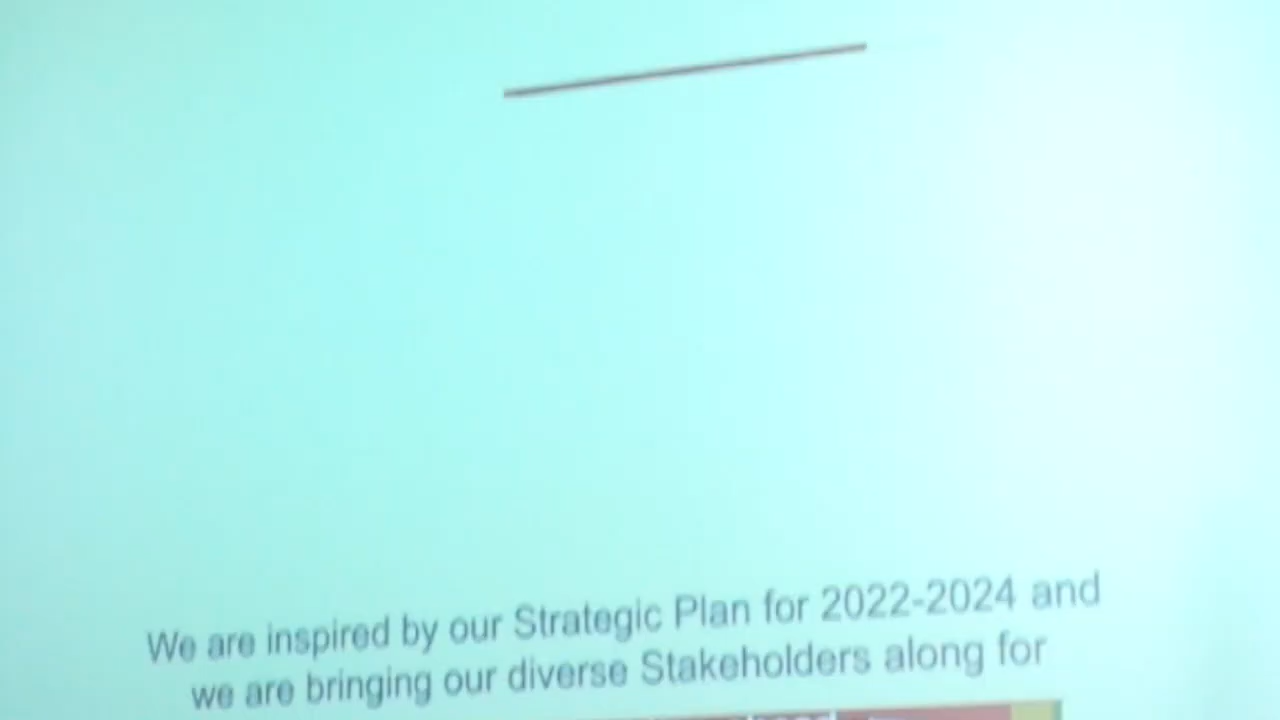 We are inspired by our Strategic Plan for 2022-2024 and
we are bringing our diverse Stakeholders along for